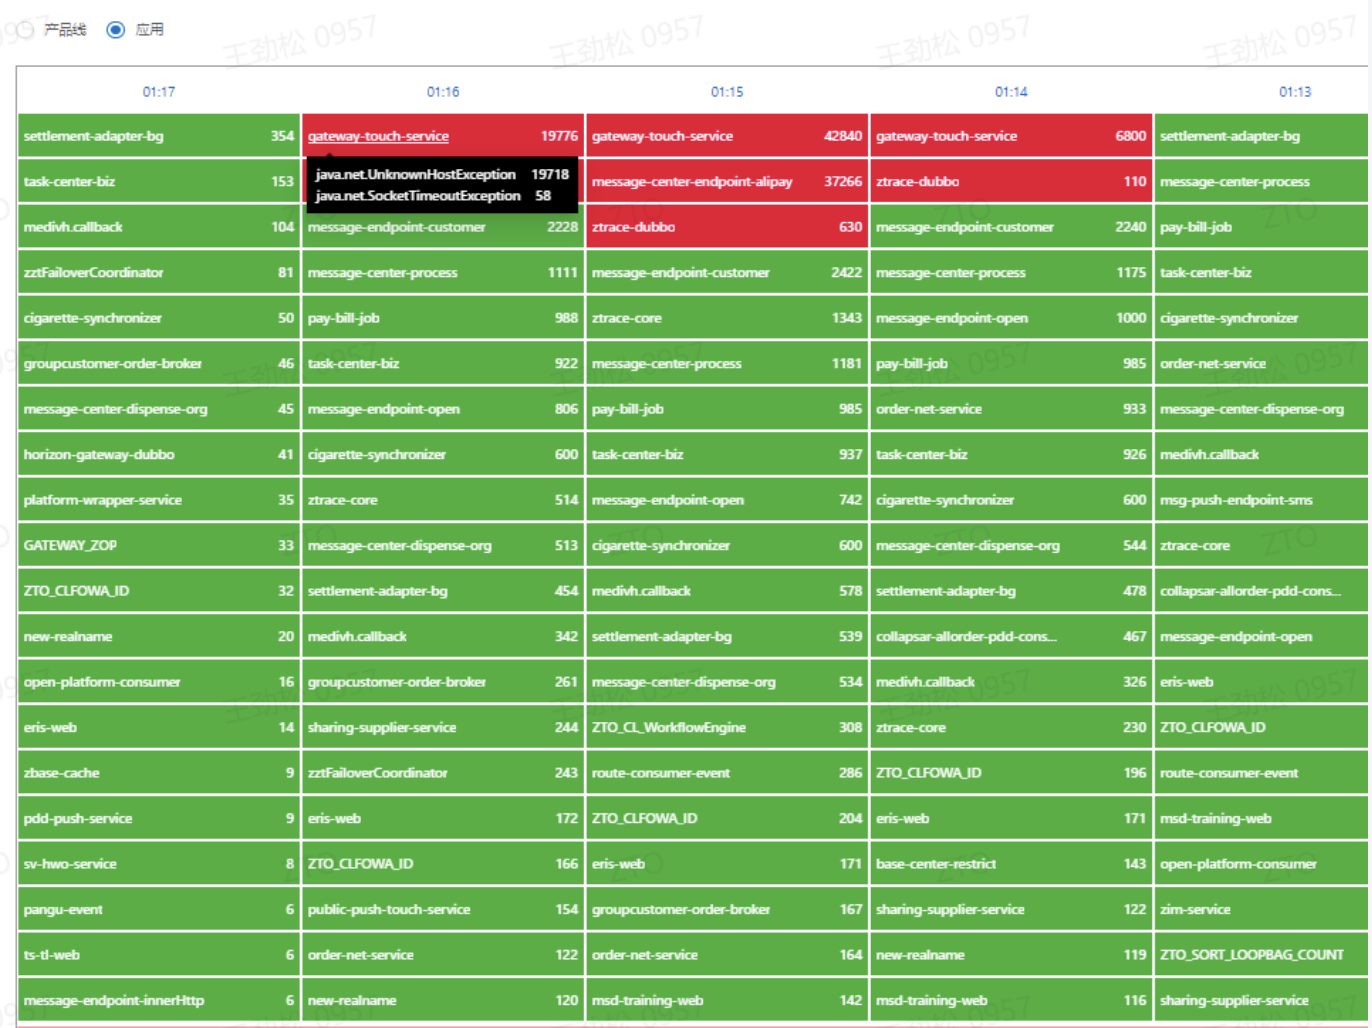 产品线 应用
01:17 01:16 01:15 01:14 01:13
settlement-adapter-bg 354 gateway-touch-service 19776 gateway-touch-service 42840 gateway-touch-service 6800 settlement-adapter-bg
task-center-biz 153 java.net.UnknownHostException 19718 message-center-endpoint-alipay 37266 ztrace-dubbo 110 message-center-process
java.net.SocketTimeoutException 58
medivh.callback 104 message-endpoint-customer 2228 ztrace-dubbo 630 message-endpoint-customer 2240 pay-bill-job
zztFailoverCoordinator 81 message-center-process 1111 message-endpoint-customer 2422 message-center-process 1175 task-center-biz
cigarette-synchronizer 50 pay-bill-job 988 ztrace-core 1343 message-endpoint-open 1000 cigarette-synchronizer
groupcustomer-order-broker 46 task-center-biz 922 message-center-process 1181 pay-bill-job 985 order-net-service
message-center-dispense-org 45 message-endpoint-open 806 pay-bill-job 985 order-net-service 933 message-center-dispense-org
horizon-gateway-dubbo 41 cigarette-synchronizer 600 task-center-biz 937 task-center-biz 926 medivh.callback
platform-wrapper-service 35 ztrace-core 514 message-endpoint-open 742 cigarette-synchronizer 600 msg-push-endpoint-sms
GATEWAY_ZOP 33 message-center-dispense-org 513 cigarette-synchronizer 600 message-center-dispense-org 544 ztrace-core
ZTO_CLFOWA_ID 32 settlement-adapter-bg 454 medivh.callback 578 settlement-adapter-bg 478 collapsar-allorder-pdd-cons...
new-realname 20 medivh.callback 342 settlement-adapter-bg 539 collapsar-allorder-pdd-cons... 467 message-endpoint-open
open-platform-consumer 16 groupcustomer-order-broker 261 message-center-dispense-org 534 medivh.callback 326 eris-web
eris-web 14 sharing-supplier-service 244 ZTO_CL_WorkflowEngine 308 ztrace-core 230 ZTO_CLFOWA_ID
zbase-cache 9 zztFailoverCoordinator 243 route-consumer-event 286 ZTO_CLFOWA_ID 196 route-consumer-event
pdd-push-service 9 eris-web 172 ZTO_CLFOWA_ID 204 eris-web 171 msd-training-web
sv-hwo-service 8 ZTO_CLFOWA_ID 166 eris-web 171 base-center-restrict 143 open-platform-consumer
pangu-event 6 public-push-touch-service 154 groupcustomer-order-broker 167 sharing-supplier-service 122 zim-service
ts-tl-web 6 order-net-service 122 order-net-service 164 new-realname 119 ZTO_SORT_LOOPBAG_COUNT
message-endpoint-innerHttp 6 new-realname 120 msd-training-web 142 msd-training-web 116 sharing-supplier-service
王劲松 0957
ZTO